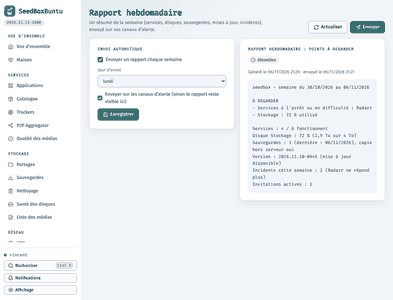 SeedBoxBuntu
2026.11.11-5008
VUE D'ENSEMBLE
Vue d'ensemble
Maison
SERVICES
Applications
Catalogue
Trackers
P2P Aggregator
Qualité des médias
STOCKAGE
Partages
Sauvegardes
Nettoyage
Santé des disques
Liste des médias
RÉSEAU
vincent
Rechercher Ctrl K
Notifications
Affichage
Rapport hebdomadaire
Un résumé de la semaine (services, disques, sauvegardes, mises à jour, incidents), envoyé sur vos canaux d'alerte.
Actualiser
Envoyer
ENVOI AUTOMATIQUE
Envoyer un rapport chaque semaine
Jour d'envoi
lundi
Envoyer sur les canaux d'alerte (sinon le rapport reste visible ici)
Enregistrer
RAPPORT HEBDOMADAIRE : POINTS À REGARDER
Attention
Généré le 06/11/2026 21:20 · envoyé le 06/11/2026 21:21
seedbox - semaine du 30/10/2026 au 06/11/2026
À REGARDER
- Services à l'arrêt ou en difficulté : Radarr
- Stockage : 72 % utilisé
Services : 4 / 6 fonctionnent
Disque Stockage : 72 % (2,9 To sur 4 To)
Sauvegardes : 1 (dernière : 06/11/2026), copie
hors serveur oui
Version : 2026.11.10-0945 (mise à jour
disponible)
Incidents cette semaine : 2 (Radarr ne répond
plus)
Invitations actives : 1